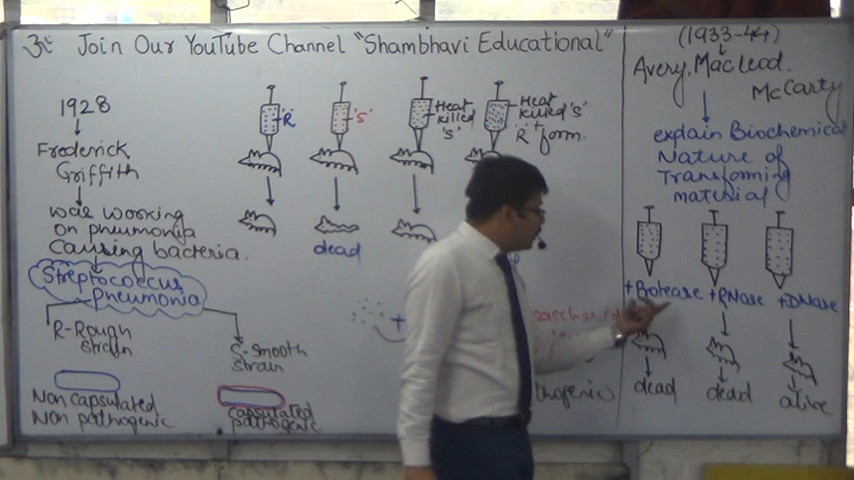 ॐ Join Our YouTube Channel "Shambhavi Educational"
1928
Frederick
Griffith
was working
on pneumonia
causing bacteria.
Streptococcus
pneumonia
R-Rough
strain
S-smooth
strain
Non capsulated
Non pathogenic
capsulated
pathogenic
'R'
's'
Heat
killed
's'
Heat
killed 's'
+
'R' form.
dead
+
saccharid
thogenic
(1933-44)
Avery, Macleod.
McCarty
explain Biochemical
Nature of
Transforming
material
+ Protease
+ RNase
+ DNase
dead
dead
alive